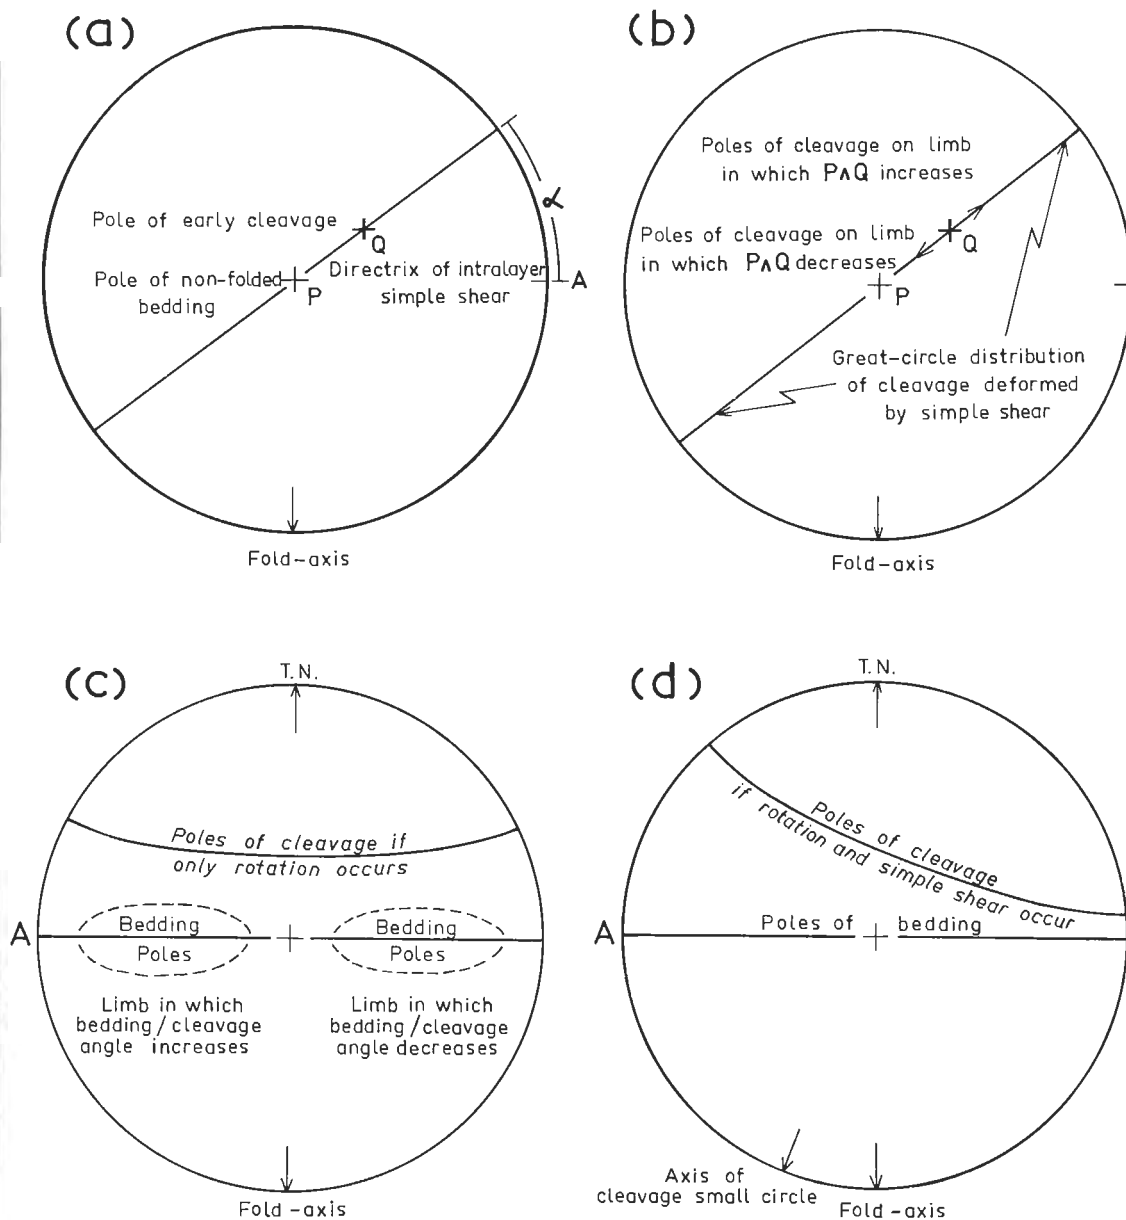 (a)
Pole of early cleavage
Q
α
Pole of non-folded
bedding
P
Directrix of intralayer
simple shear
A
Fold-axis
(b)
Poles of cleavage on limb
in which P∧Q increases
Poles of cleavage on limb
in which P∧Q decreases
Q
P
Great-circle distribution
of cleavage deformed
by simple shear
Fold-axis
(c)
T.N.
Poles of cleavage if
only rotation occurs
A
Bedding
Poles
Bedding
Poles
Limb in which
bedding/cleavage
angle increases
Limb in which
bedding/cleavage
angle decreases
Fold-axis
(d)
T.N.
Poles of cleavage
if rotation and simple shear occur
A
Poles of bedding
Axis of
cleavage small circle
Fold-axis